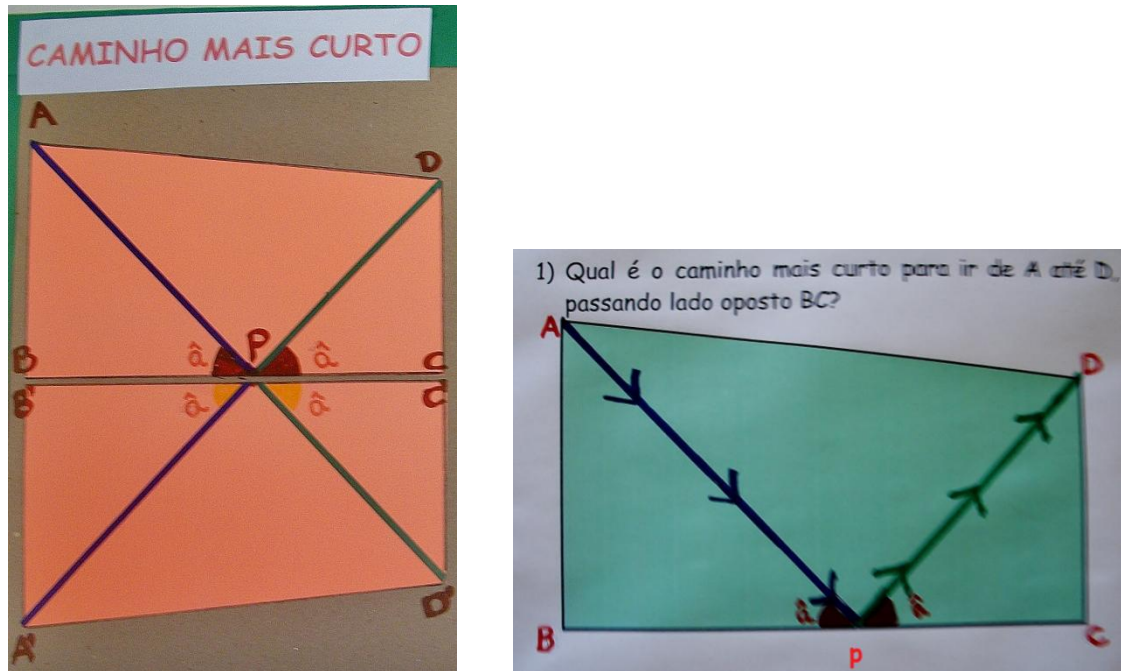 CAMINHO MAIS CURTO
A
D
P
B
â
â
C
B'
â
â
C'
A'
D'
1) Qual é o caminho mais curto para ir de A até D,
passando lado oposto BC?
A
D
â
â
B
P
C